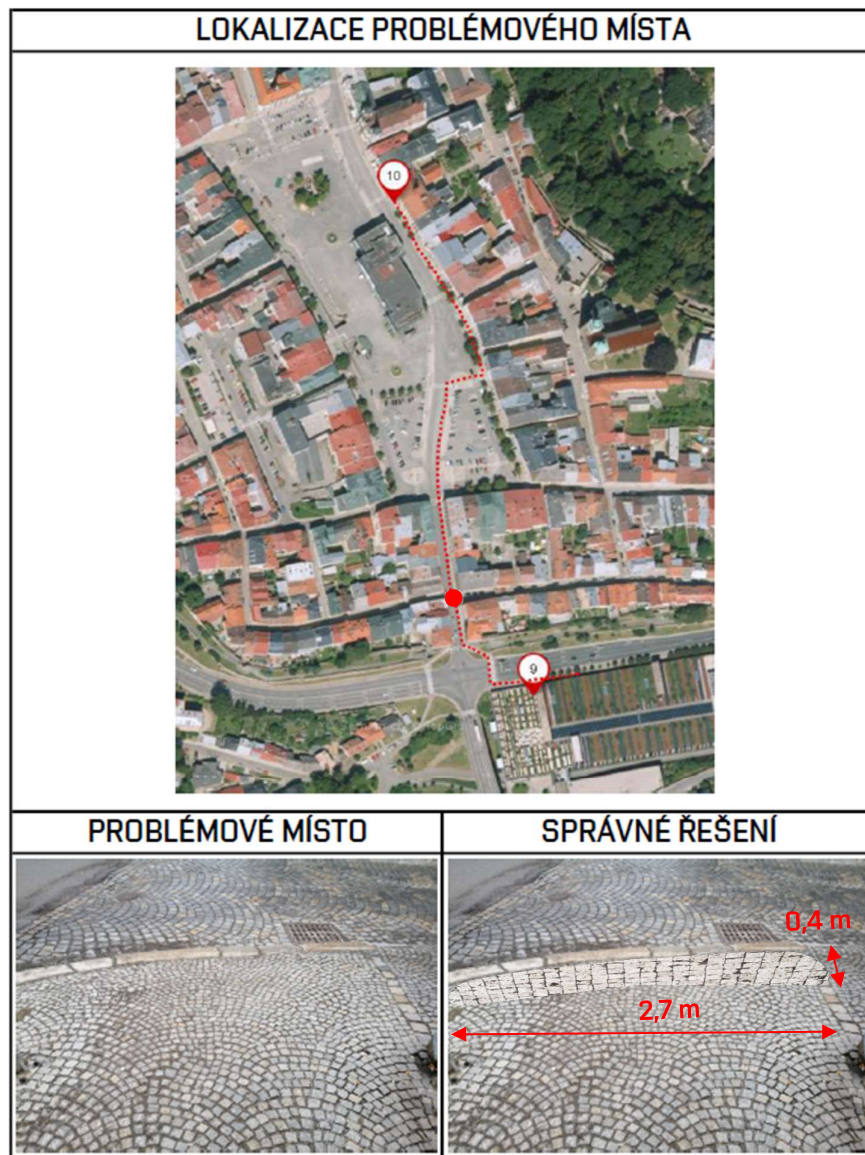 LOKALIZACE PROBLÉMOVÉHO MÍSTA
10
9
PROBLÉMOVÉ MÍSTO
SPRÁVNÉ ŘEŠENÍ
0,4 m
2,7 m